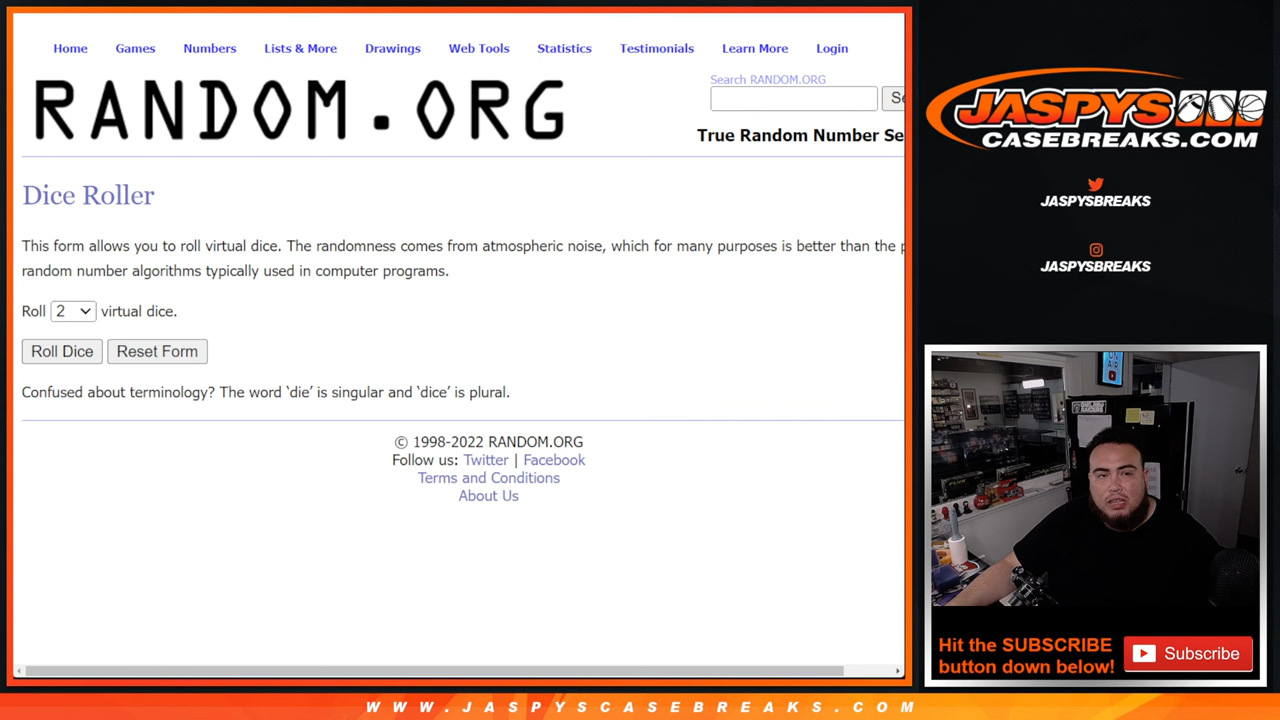 Home Games Numbers Lists & More Drawings Web Tools Statistics Testimonials Learn More Login
RANDOM.ORG
Search RANDOM.ORG
Se
True Random Number Se
Dice Roller
This form allows you to roll virtual dice. The randomness comes from atmospheric noise, which for many purposes is better than the p
random number algorithms typically used in computer programs.
Roll 2 virtual dice.
Roll Dice Reset Form
Confused about terminology? The word ‘die’ is singular and ‘dice’ is plural.
© 1998-2022 RANDOM.ORG
Follow us: Twitter | Facebook
Terms and Conditions
About Us
JASPYS
CASEBREAKS.COM
JASPYSBREAKS
JASPYSBREAKS
Hit the SUBSCRIBE
button down below!
Subscribe
WWW.JASPYSCASEBREAKS.COM